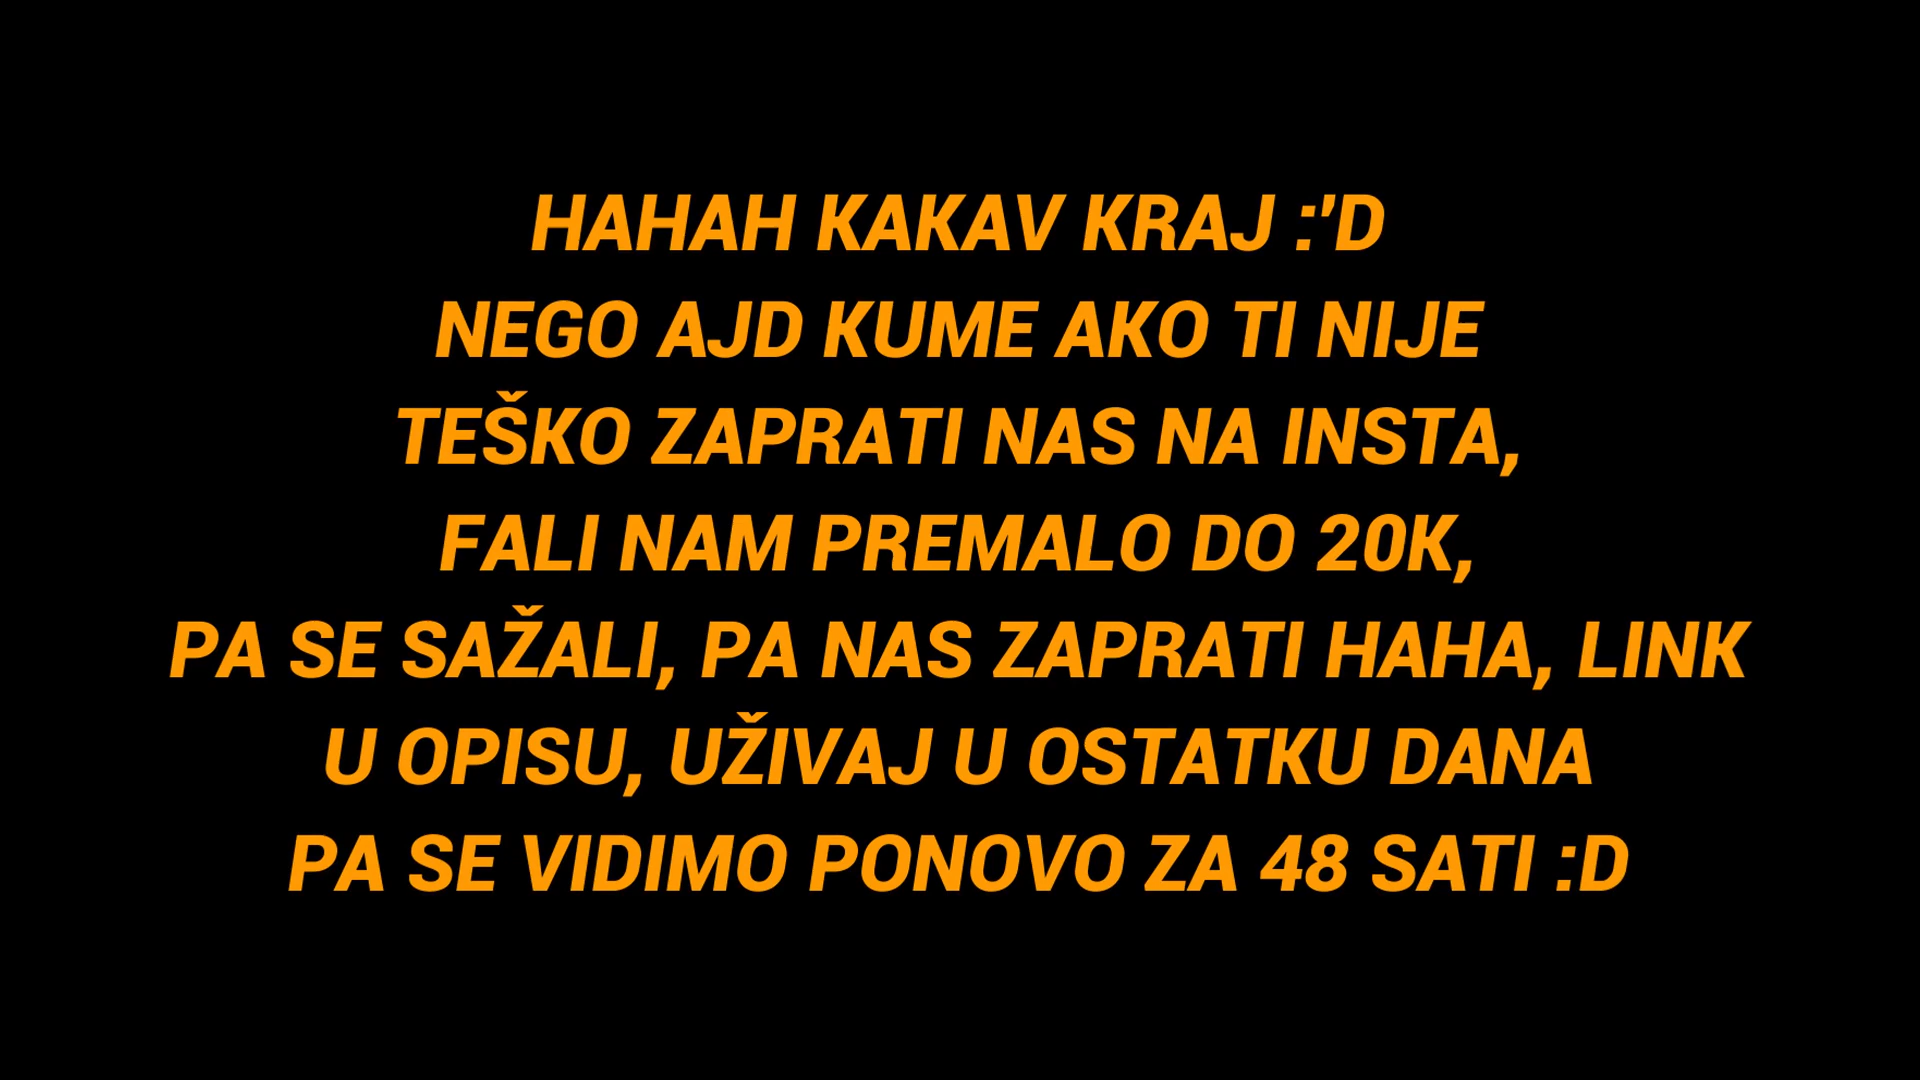 HAHAH KAKAV KRAJ :'D
NEGO AJD KUME AKO TI NIJE
TEŠKO ZAPRATI NAS NA INSTA,
FALI NAM PREMALO DO 20K,
PA SE SAŽALI, PA NAS ZAPRATI HAHA, LINK
U OPISU, UŽIVAJ U OSTATKU DANA
PA SE VIDIMO PONOVO ZA 48 SATI :D